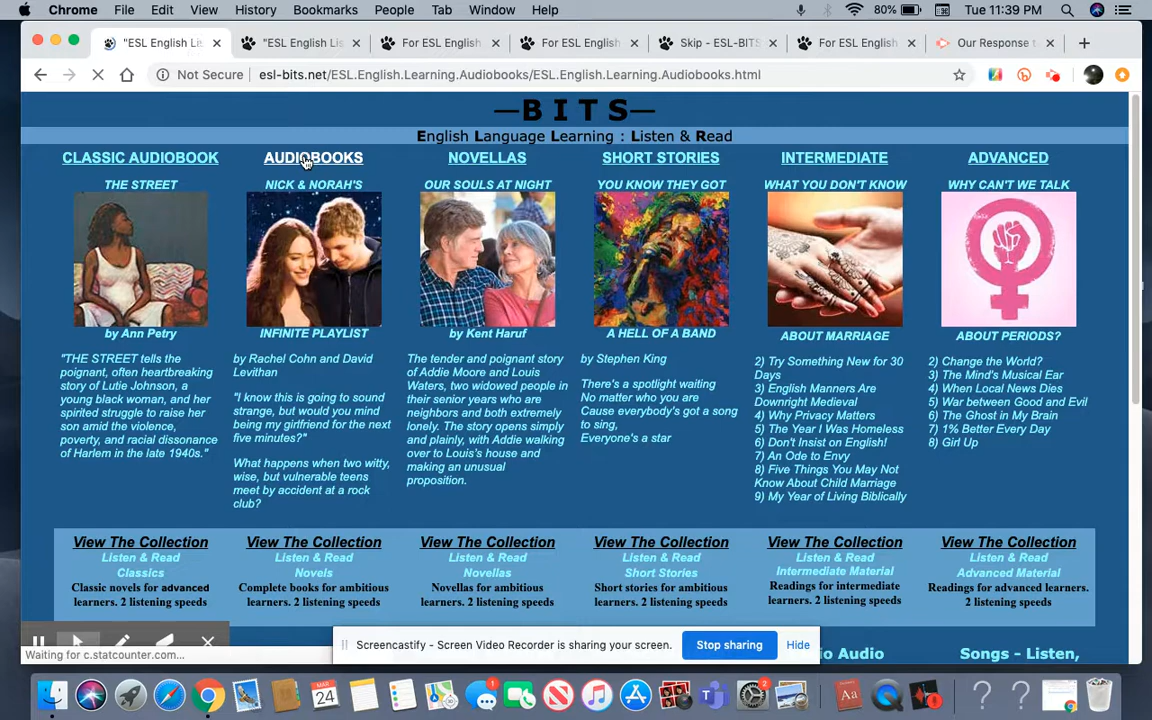 Chrome File Edit View History Bookmarks People Tab Window Help 80% Tue 11:39 PM
"ESL English Lis × "ESL English Lis × For ESL English × For ESL English × Skip - ESL-BITS × For ESL English × Our Response t ×
Not Secure esl-bits.net/ESL.English.Learning.Audiobooks/ESL.English.Learning.Audiobooks.html
—B I T S—
English Language Learning : Listen & Read
CLASSIC AUDIOBOOK
THE STREET
by Ann Petry
"THE STREET tells the
poignant, often heartbreaking
story of Lutie Johnson, a
young black woman, and her
spirited struggle to raise her
son amid the violence,
poverty, and racial dissonance
of Harlem in the late 1940s."
AUDIOBOOKS
NICK & NORAH'S
INFINITE PLAYLIST
by Rachel Cohn and David
Levithan
"I know this is going to sound
strange, but would you mind
being my girlfriend for the next
five minutes?"
What happens when two witty,
wise, but vulnerable teens
meet by accident at a rock
club?
NOVELLAS
OUR SOULS AT NIGHT
by Kent Haruf
The tender and poignant story
of Addie Moore and Louis
Waters, two widowed people in
their senior years who are
neighbors and both extremely
lonely. The story opens simply
and plainly, with Addie walking
over to Louis's house and
making an unusual
proposition.
SHORT STORIES
YOU KNOW THEY GOT
A HELL OF A BAND
by Stephen King
There's a spotlight waiting
No matter who you are
Cause everybody's got a song
to sing,
Everyone's a star
INTERMEDIATE
WHAT YOU DON'T KNOW
ABOUT MARRIAGE
2) Try Something New for 30
Days
3) English Manners Are
Downright Medieval
4) Why Privacy Matters
5) The Year I Was Homeless
6) Don't Insist on English!
7) An Ode to Envy
8) Five Things You May Not
Know About Child Marriage
9) My Year of Living Biblically
ADVANCED
WHY CAN'T WE TALK
ABOUT PERIODS?
2) Change the World?
3) The Mind's Musical Ear
4) When Local News Dies
5) War between Good and Evil
6) The Ghost in My Brain
7) 1% Better Every Day
8) Girl Up
View The Collection
Listen & Read
Classics
Classic novels for advanced
learners. 2 listening speeds
View The Collection
Listen & Read
Novels
Complete books for ambitious
learners. 2 listening speeds
View The Collection
Listen & Read
Novellas
Novellas for ambitious
learners. 2 listening speeds
View The Collection
Listen & Read
Short Stories
Short stories for ambitious
learners. 2 listening speeds
View The Collection
Listen & Read
Intermediate Material
Readings for intermediate
learners. 2 listening speeds
View The Collection
Listen & Read
Advanced Material
Readings for advanced learners.
2 listening speeds
Audio
Songs - Listen,
Screencastify - Screen Video Recorder is sharing your screen. Stop sharing Hide
Waiting for c.statcounter.com...
MAR
24
1
2
Aa